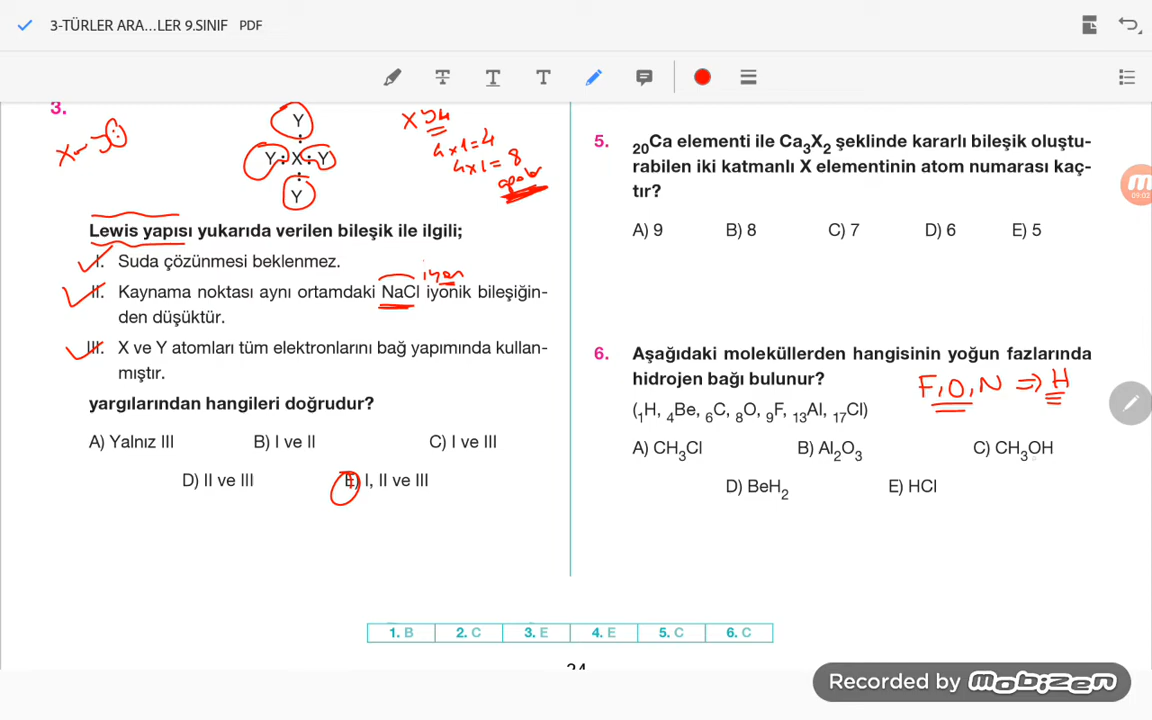 3-TÜRLER ARA...LER 9.SINIF PDF
3.
Y
Y : X : Y
Y
XY4
4x1=4
4x1=8
apolar
Lewis yapısı yukarıda verilen bileşik ile ilgili;
I. Suda çözünmesi beklenmez.
iyon
II. Kaynama noktası aynı ortamdaki NaCl iyonik bileşiğin-
den düşüktür.
III. X ve Y atomları tüm elektronlarını bağ yapımında kullan-
mıştır.
yargılarından hangileri doğrudur?
A) Yalnız III B) I ve II C) I ve III
D) II ve III E) I, II ve III
5. ₂₀Ca elementi ile Ca₃X₂ şeklinde kararlı bileşik oluştu-
rabilen iki katmanlı X elementinin atom numarası kaç-
tır?
A) 9 B) 8 C) 7 D) 6 E) 5
6. Aşağıdaki moleküllerden hangisinin yoğun fazlarında
hidrojen bağı bulunur?
F, O, N ⇒ H
(₁H, ₄Be, ₆C, ₈O, ₉F, ₁₃Al, ₁₇Cl)
A) CH₃Cl B) Al₂O₃ C) CH₃OH
D) BeH₂ E) HCl
1. B 2. C 3. E 4. E 5. C 6. C
Recorded by mobizen
09:02